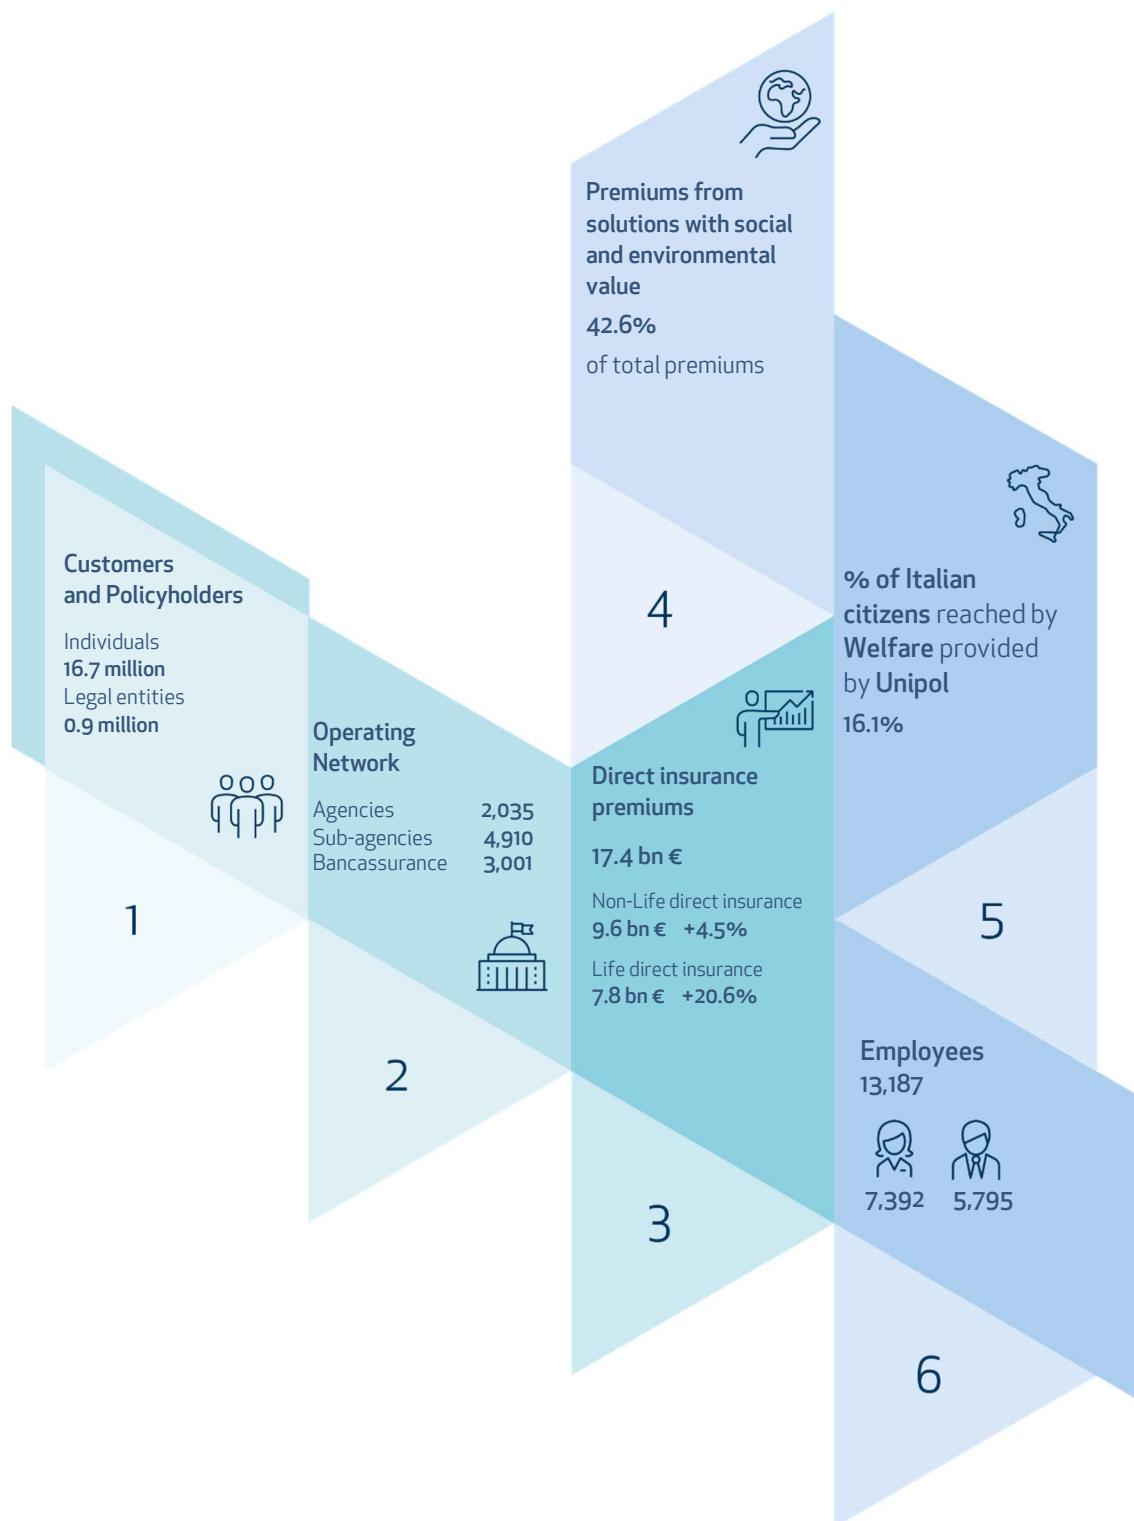 Customers
and Policyholders
Individuals
16.7 million
Legal entities
0.9 million
1
Operating
Network
Agencies 2,035
Sub-agencies 4,910
Bancassurance 3,001
2
Direct insurance
premiums
17.4 bn €
Non-Life direct insurance
9.6 bn € +4.5%
Life direct insurance
7.8 bn € +20.6%
3
Premiums from
solutions with social
and environmental
value
42.6%
of total premiums
4
% of Italian
citizens reached by
Welfare provided
by Unipol
16.1%
5
Employees
13,187
7,392 5,795
6